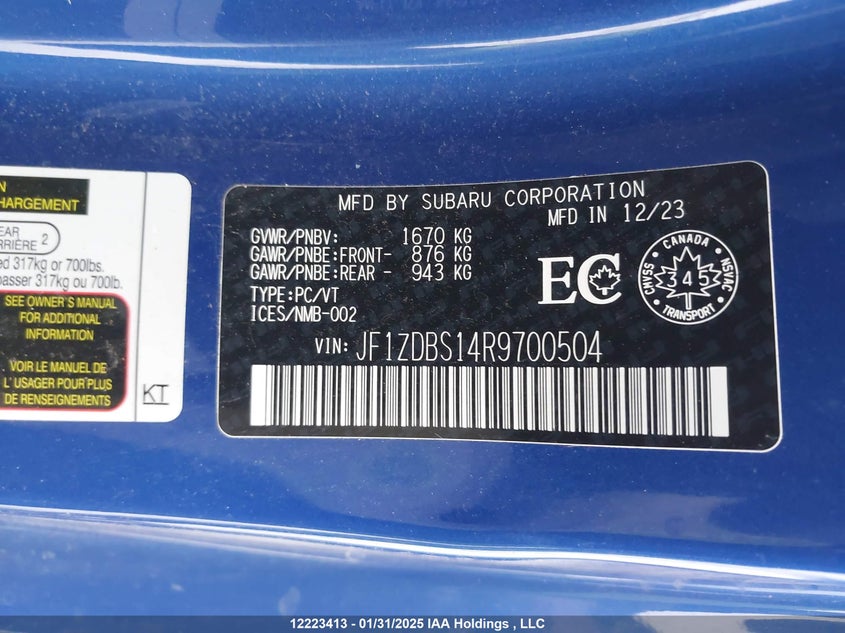 N
HARGEMENT
EAR
RRIÈRE 2
ed 317kg or 700lbs.
passer 317kg ou 700lb.
SEE OWNER'S MANUAL
FOR ADDITIONAL
INFORMATION
VOIR LE MANUEL DE
L' USAGER POUR PLUS
DE RENSEIGNEMENTS
KT
MFD BY SUBARU CORPORATION
MFD IN 12/23
GVWR/PNBV: 1670 KG
GAWR/PNBE:FRONT- 876 KG
GAWR/PNBE:REAR - 943 KG
TYPE:PC/VT
ICES/NMB-002
EC
CANADA
CMVSS 345 NSVAC
TRANSPORT
VIN: JF1ZDBS14R9700504
12223413 - 01/31/2025 IAA Holdings , LLC